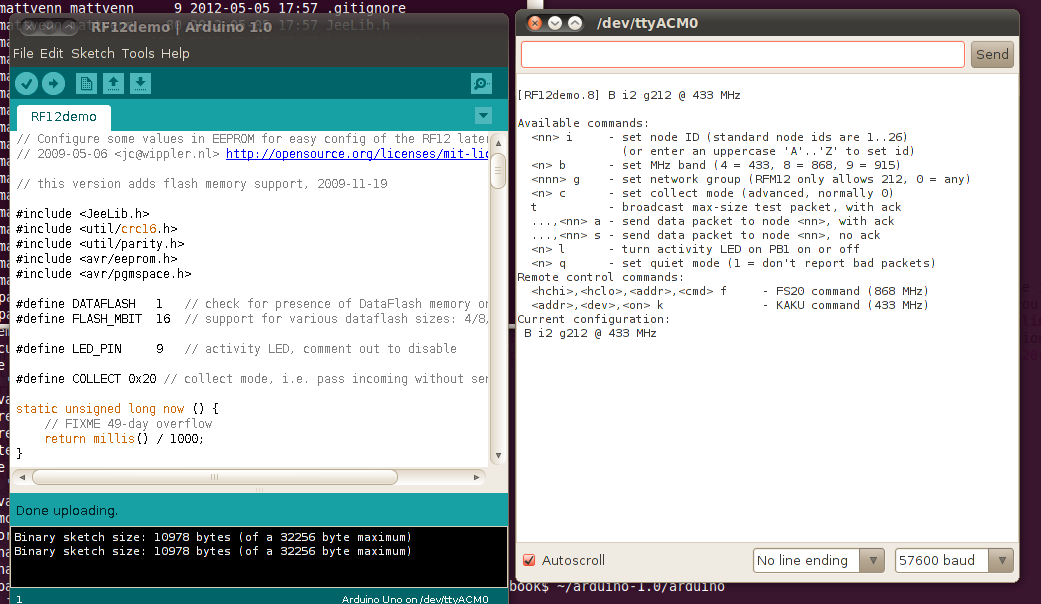 mattvenn mattvenn 9 2012-05-05 17:57 .gitignore
RF12demo | Arduino 1.0
File Edit Sketch Tools Help
RF12demo
// Configure some values in EEPROM for easy config of the RF12 later
// 2009-05-06 <jc@wippler.nl> http://opensource.org/licenses/mit-lic
// this version adds flash memory support, 2009-11-19
#include <JeeLib.h>
#include <util/crc16.h>
#include <util/parity.h>
#include <avr/eeprom.h>
#include <avr/pgmspace.h>
#define DATAFLASH 1 // check for presence of DataFlash memory on
#define FLASH_MBIT 16 // support for various dataflash sizes: 4/8,
#define LED_PIN 9 // activity LED, comment out to disable
#define COLLECT 0x20 // collect mode, i.e. pass incoming without sen
static unsigned long now () {
// FIXME 49-day overflow
return millis() / 1000;
}
Done uploading.
Binary sketch size: 10978 bytes (of a 32256 byte maximum)
Binary sketch size: 10978 bytes (of a 32256 byte maximum)
1 Arduino Uno on /dev/ttyACM0
/dev/ttyACM0
Send
[RF12demo.8] B i2 g212 @ 433 MHz
Available commands:
<nn> i - set node ID (standard node ids are 1..26)
(or enter an uppercase 'A'..'Z' to set id)
<n> b - set MHz band (4 = 433, 8 = 868, 9 = 915)
<nnn> g - set network group (RFM12 only allows 212, 0 = any)
<n> c - set collect mode (advanced, normally 0)
t - broadcast max-size test packet, with ack
...,<nn> a - send data packet to node <nn>, with ack
...,<nn> s - send data packet to node <nn>, no ack
<n> l - turn activity LED on PB1 on or off
<n> q - set quiet mode (1 = don't report bad packets)
Remote control commands:
<hchi>,<hclo>,<addr>,<cmd> f - FS20 command (868 MHz)
<addr>,<dev>,<on> k - KAKU command (433 MHz)
Current configuration:
B i2 g212 @ 433 MHz
Autoscroll
No line ending
57600 baud
book$ ~/arduino-1.0/arduino